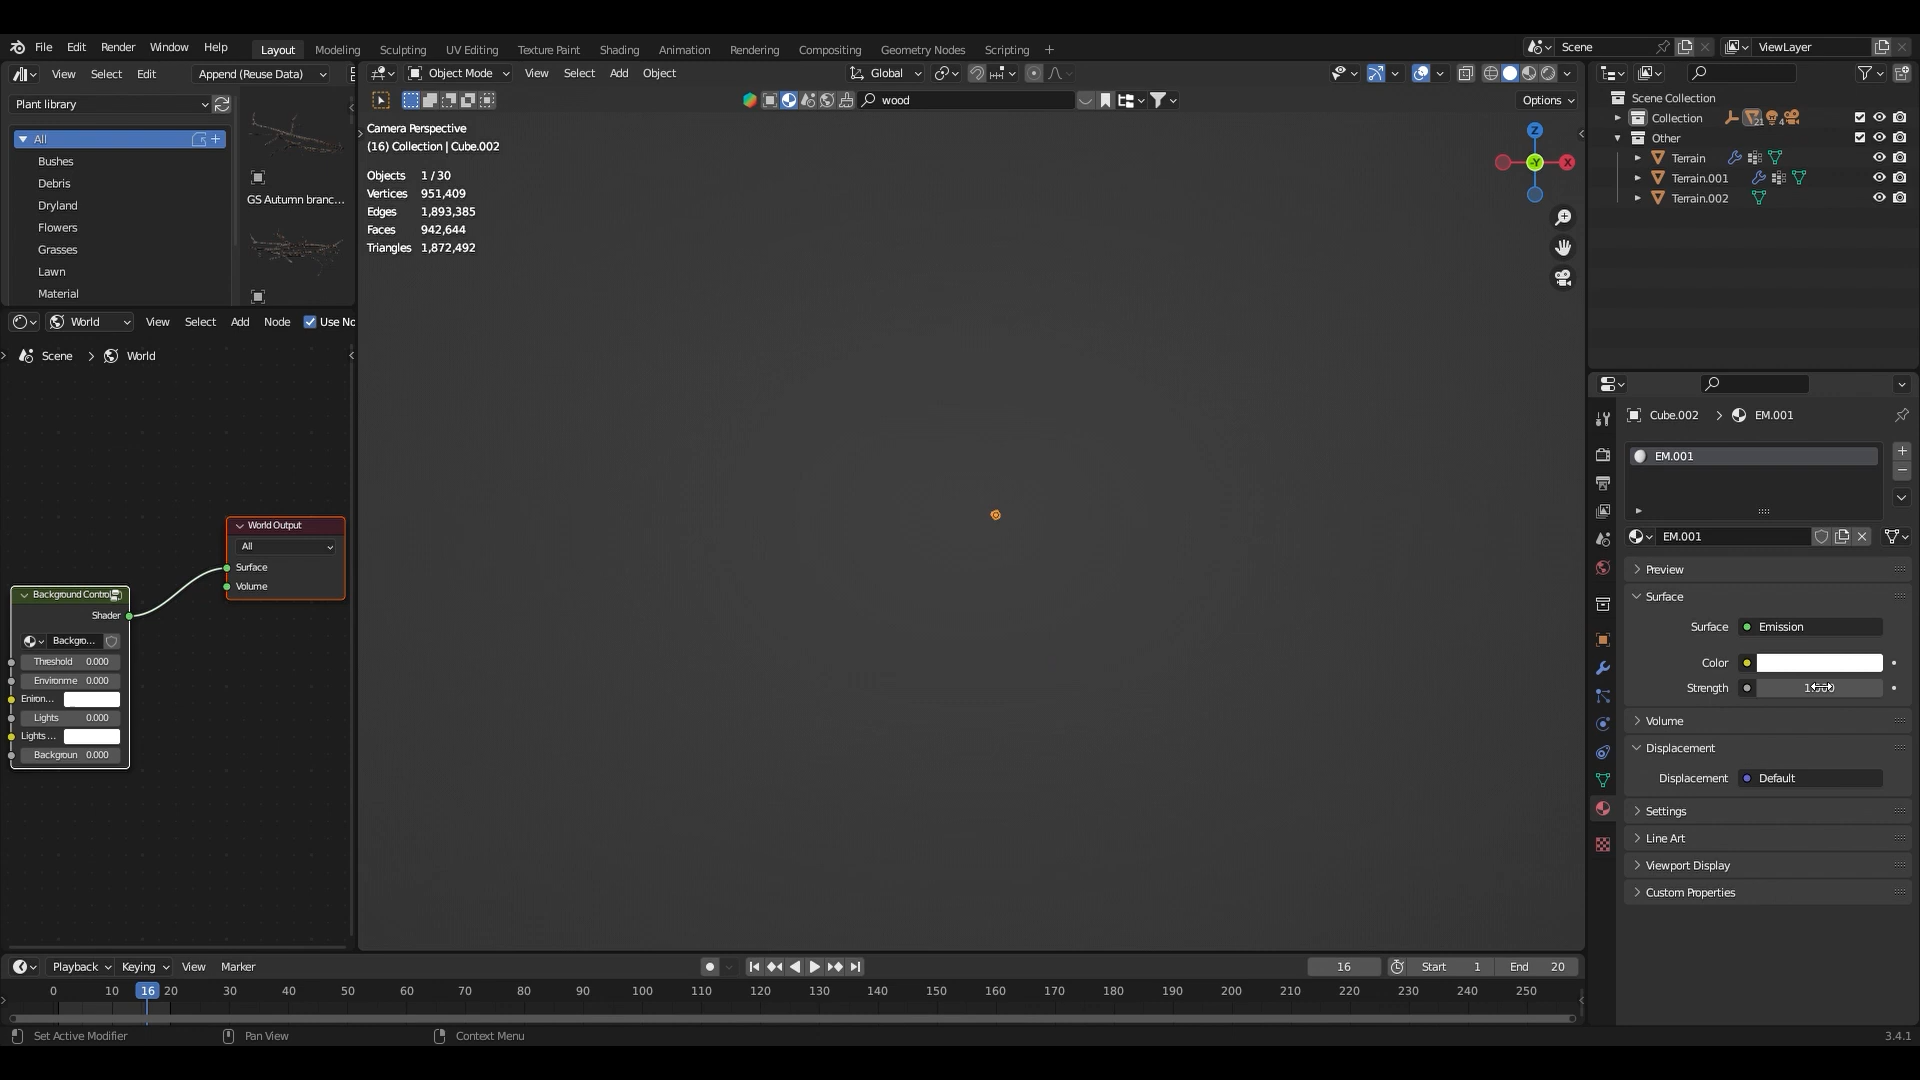 File Edit Render Window Help Layout Modeling Sculpting UV Editing Texture Paint Shading Animation Rendering Compositing Geometry Nodes Scripting Scene ViewLayer
View Select Edit Append (Reuse Data)
Object Mode View Select Add Object Global
Plant library
wood
Options
All
Bushes
Debris
Dryland
Flowers
Grasses
Lawn
Material
GS Autumn branc...
Camera Perspective
(16) Collection | Cube.002
Objects 1 / 30
Vertices 951,409
Edges 1,893,385
Faces 942,644
Triangles 1,872,492
Z
-Y
X
Scene Collection
Collection 21 4
Other
Terrain
Terrain.001
Terrain.002
World View Select Add Node Use No
Scene > World
World Output
All
Surface
Volume
Background Control
Shader
Backgro...
Threshold 0.000
Environme 0.000
Eniron...
Lights 0.000
Lights ...
Backgroun 0.000
Cube.002 > EM.001
EM.001
EM.001
Preview
Surface
Surface Emission
Color
Strength
Volume
Displacement
Displacement Default
Settings
Line Art
Viewport Display
Custom Properties
Playback Keying View Marker 16 Start 1 End 20
0 10 16 20 30 40 50 60 70 80 90 100 110 120 130 140 150 160 170 180 190 200 210 220 230 240 250
Set Active Modifier Pan View Context Menu 3.4.1